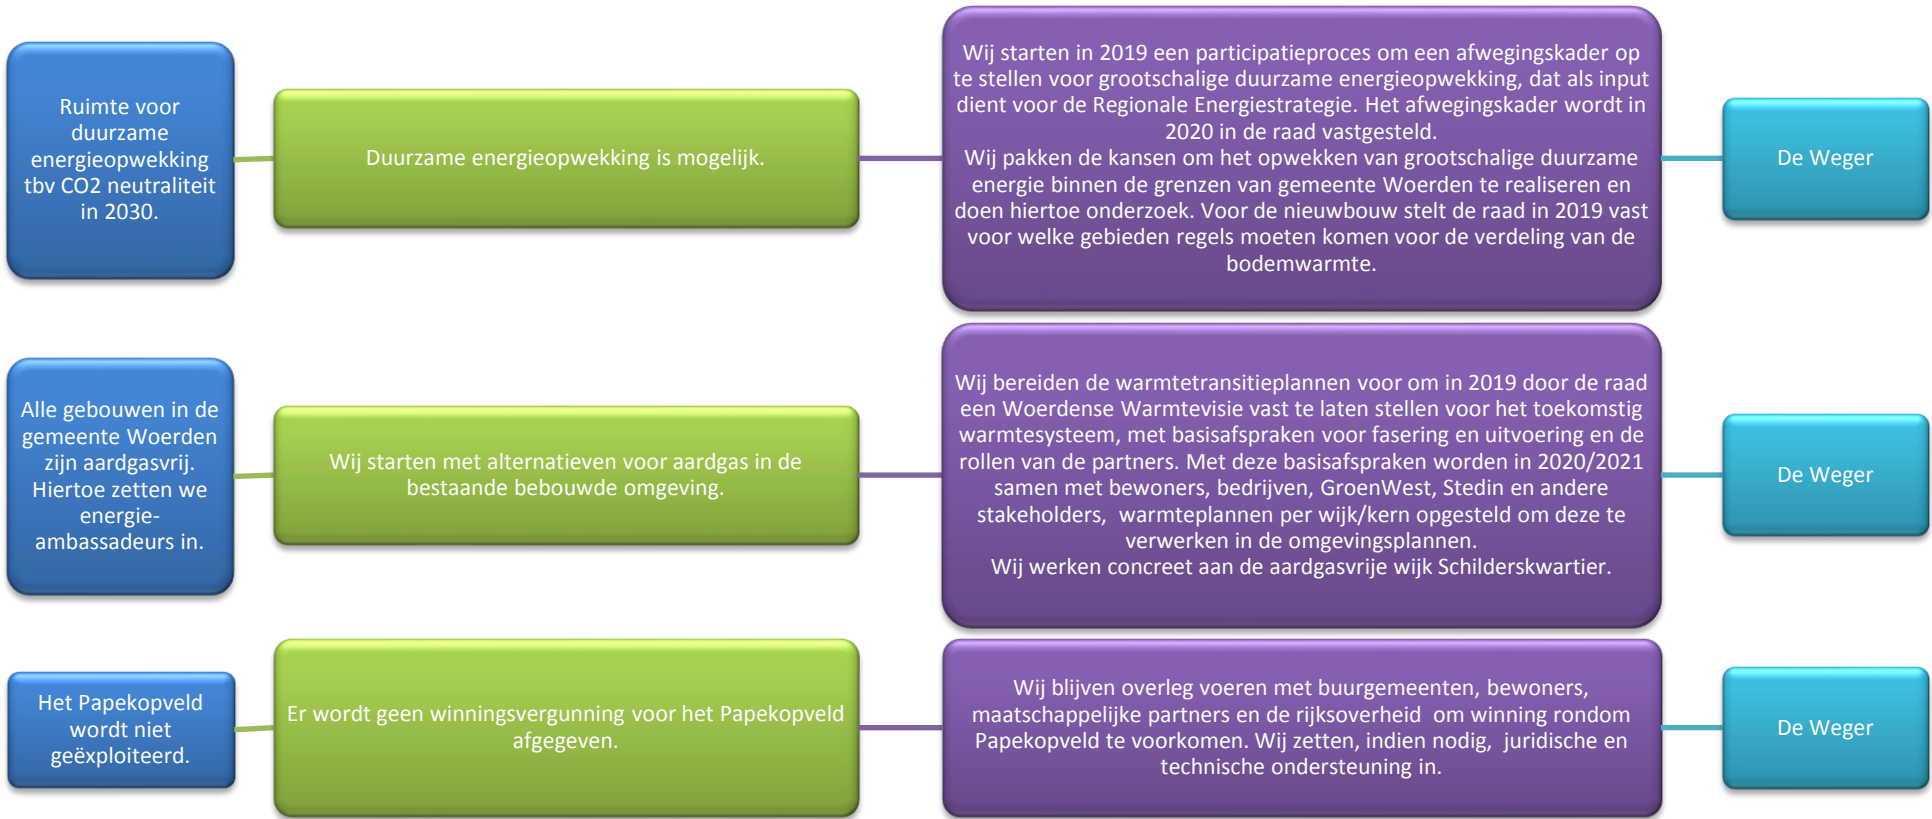 Ruimte voor
duurzame
energieopwekking
tbv CO2 neutraliteit
in 2030.
Duurzame energieopwekking is mogelijk.
Wij starten in 2019 een participatieproces om een afwegingskader op
te stellen voor grootschalige duurzame energieopwekking, dat als input
dient voor de Regionale Energiestrategie. Het afwegingskader wordt in
2020 in de raad vastgesteld.
Wij pakken de kansen om het opwekken van grootschalige duurzame
energie binnen de grenzen van gemeente Woerden te realiseren en
doen hiertoe onderzoek. Voor de nieuwbouw stelt de raad in 2019 vast
voor welke gebieden regels moeten komen voor de verdeling van de
bodemwarmte.
De Weger
Alle gebouwen in de
gemeente Woerden
zijn aardgasvrij.
Hiertoe zetten we
energie-
ambassadeurs in.
Wij starten met alternatieven voor aardgas in de
bestaande bebouwde omgeving.
Wij bereiden de warmtetransitieplannen voor om in 2019 door de raad
een Woerdense Warmtevisie vast te laten stellen voor het toekomstig
warmtesysteem, met basisafspraken voor fasering en uitvoering en de
rollen van de partners. Met deze basisafspraken worden in 2020/2021
samen met bewoners, bedrijven, GroenWest, Stedin en andere
stakeholders, warmteplannen per wijk/kern opgesteld om deze te
verwerken in de omgevingsplannen.
Wij werken concreet aan de aardgasvrije wijk Schilderskwartier.
De Weger
Het Papekopveld
wordt niet
geëxploiteerd.
Er wordt geen winningsvergunning voor het Papekopveld
afgegeven.
Wij blijven overleg voeren met buurgemeenten, bewoners,
maatschappelijke partners en de rijksoverheid om winning rondom
Papekopveld te voorkomen. Wij zetten, indien nodig, juridische en
technische ondersteuning in.
De Weger